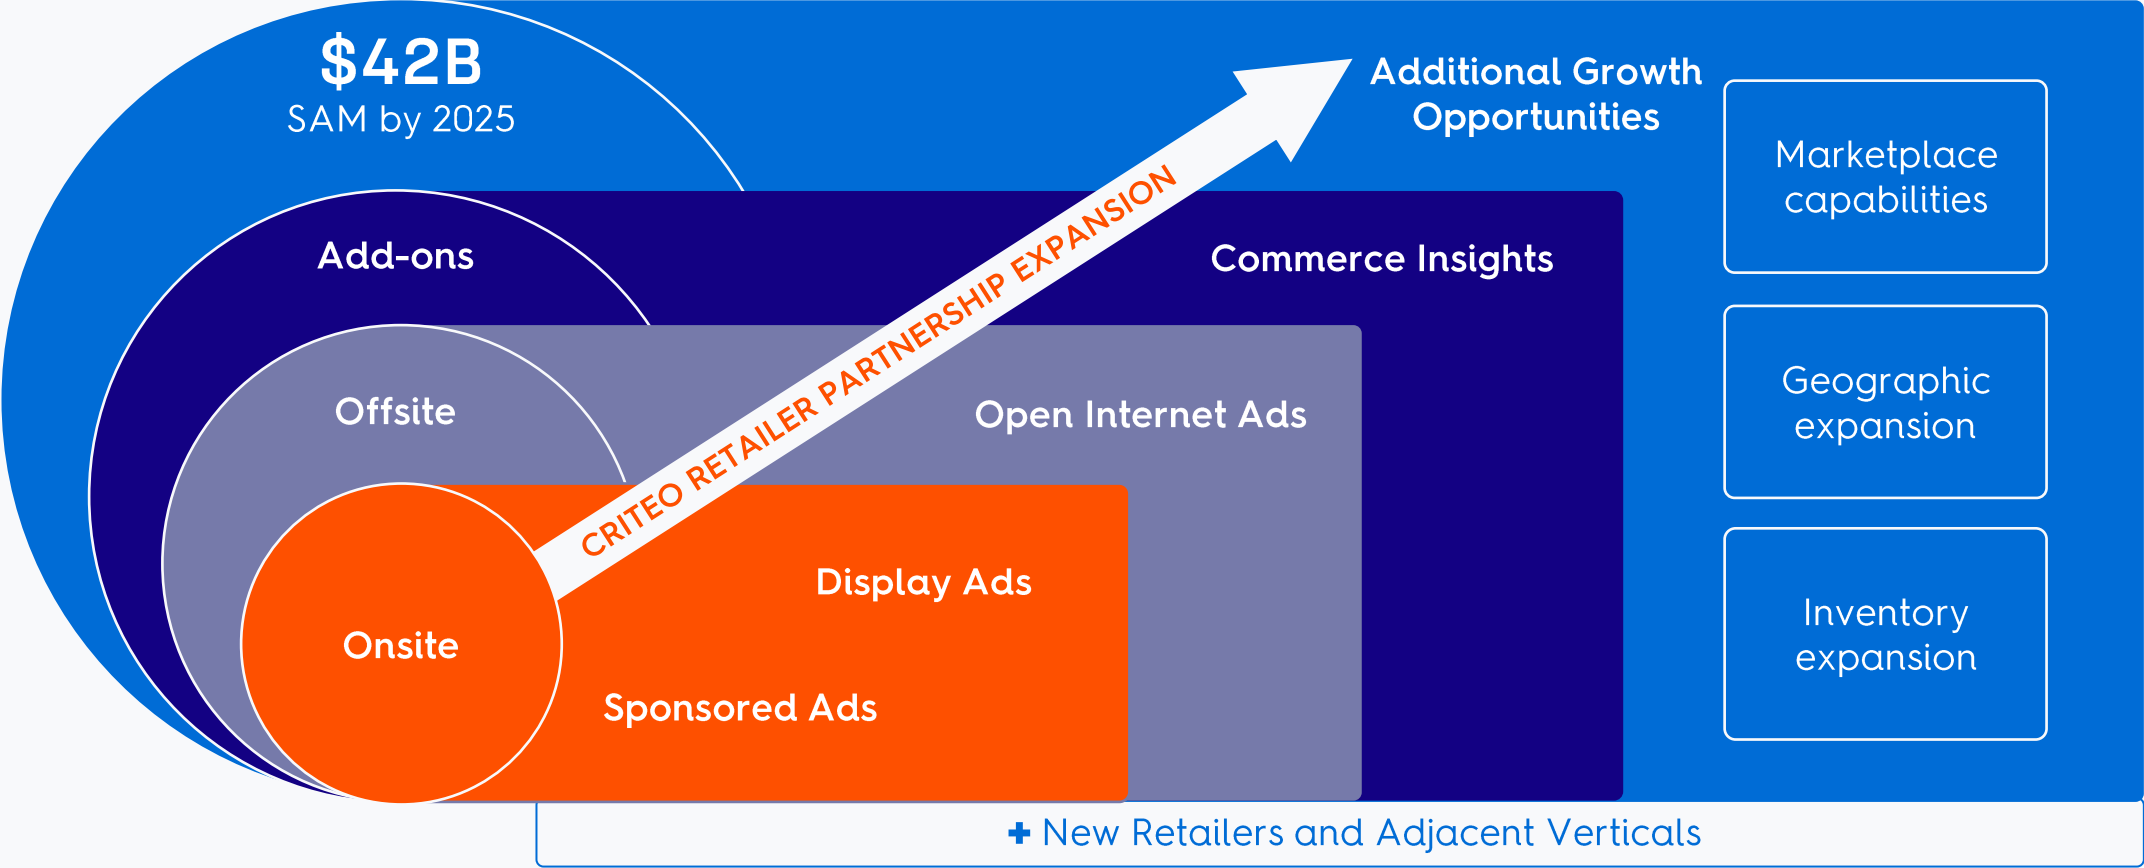 $42B
SAM by 2025
Additional Growth
Opportunities
Marketplace
capabilities
Add-ons
Commerce Insights
CRITEO RETAILER PARTNERSHIP EXPANSION
Geographic
expansion
Offsite
Open Internet Ads
Display Ads
Inventory
expansion
Onsite
Sponsored Ads
+ New Retailers and Adjacent Verticals